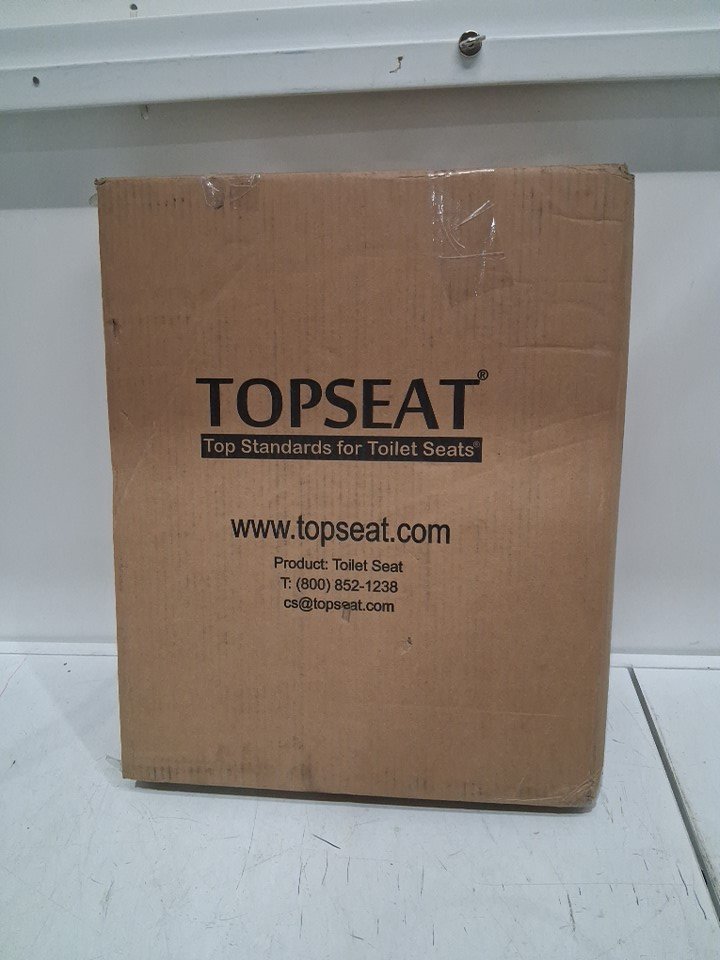 TOPSEAT®
Top Standards for Toilet Seats®
www.topseat.com
Product: Toilet Seat
T: (800) 852-1238
cs@topseat.com